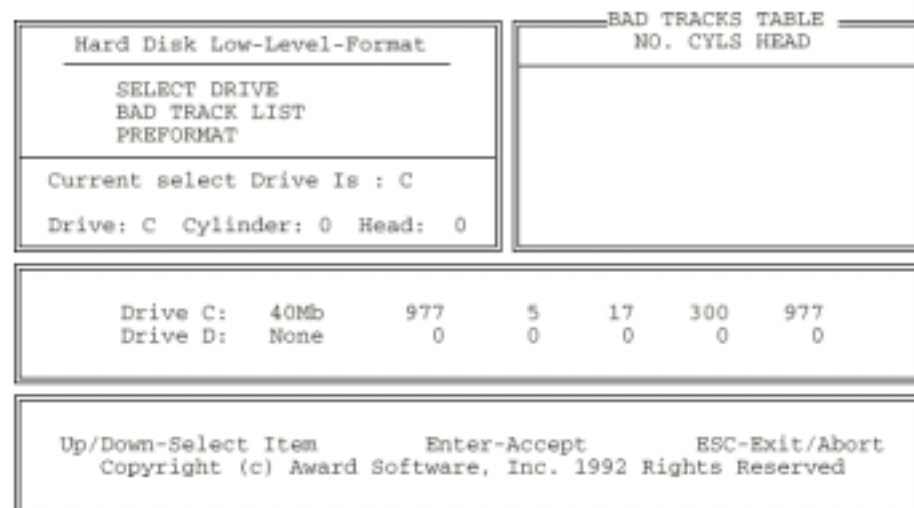 Hard Disk Low-Level-Format
SELECT DRIVE
BAD TRACK LIST
PREFORMAT
Current select Drive Is : C
Drive: C Cylinder: 0 Head: 0
BAD TRACKS TABLE
NO. CYLS HEAD
Drive C: 40Mb 977 5 17 300 977
Drive D: None 0 0 0 0 0
Up/Down-Select Item Enter-Accept ESC-Exit/Abort
Copyright (c) Award Software, Inc. 1992 Rights Reserved